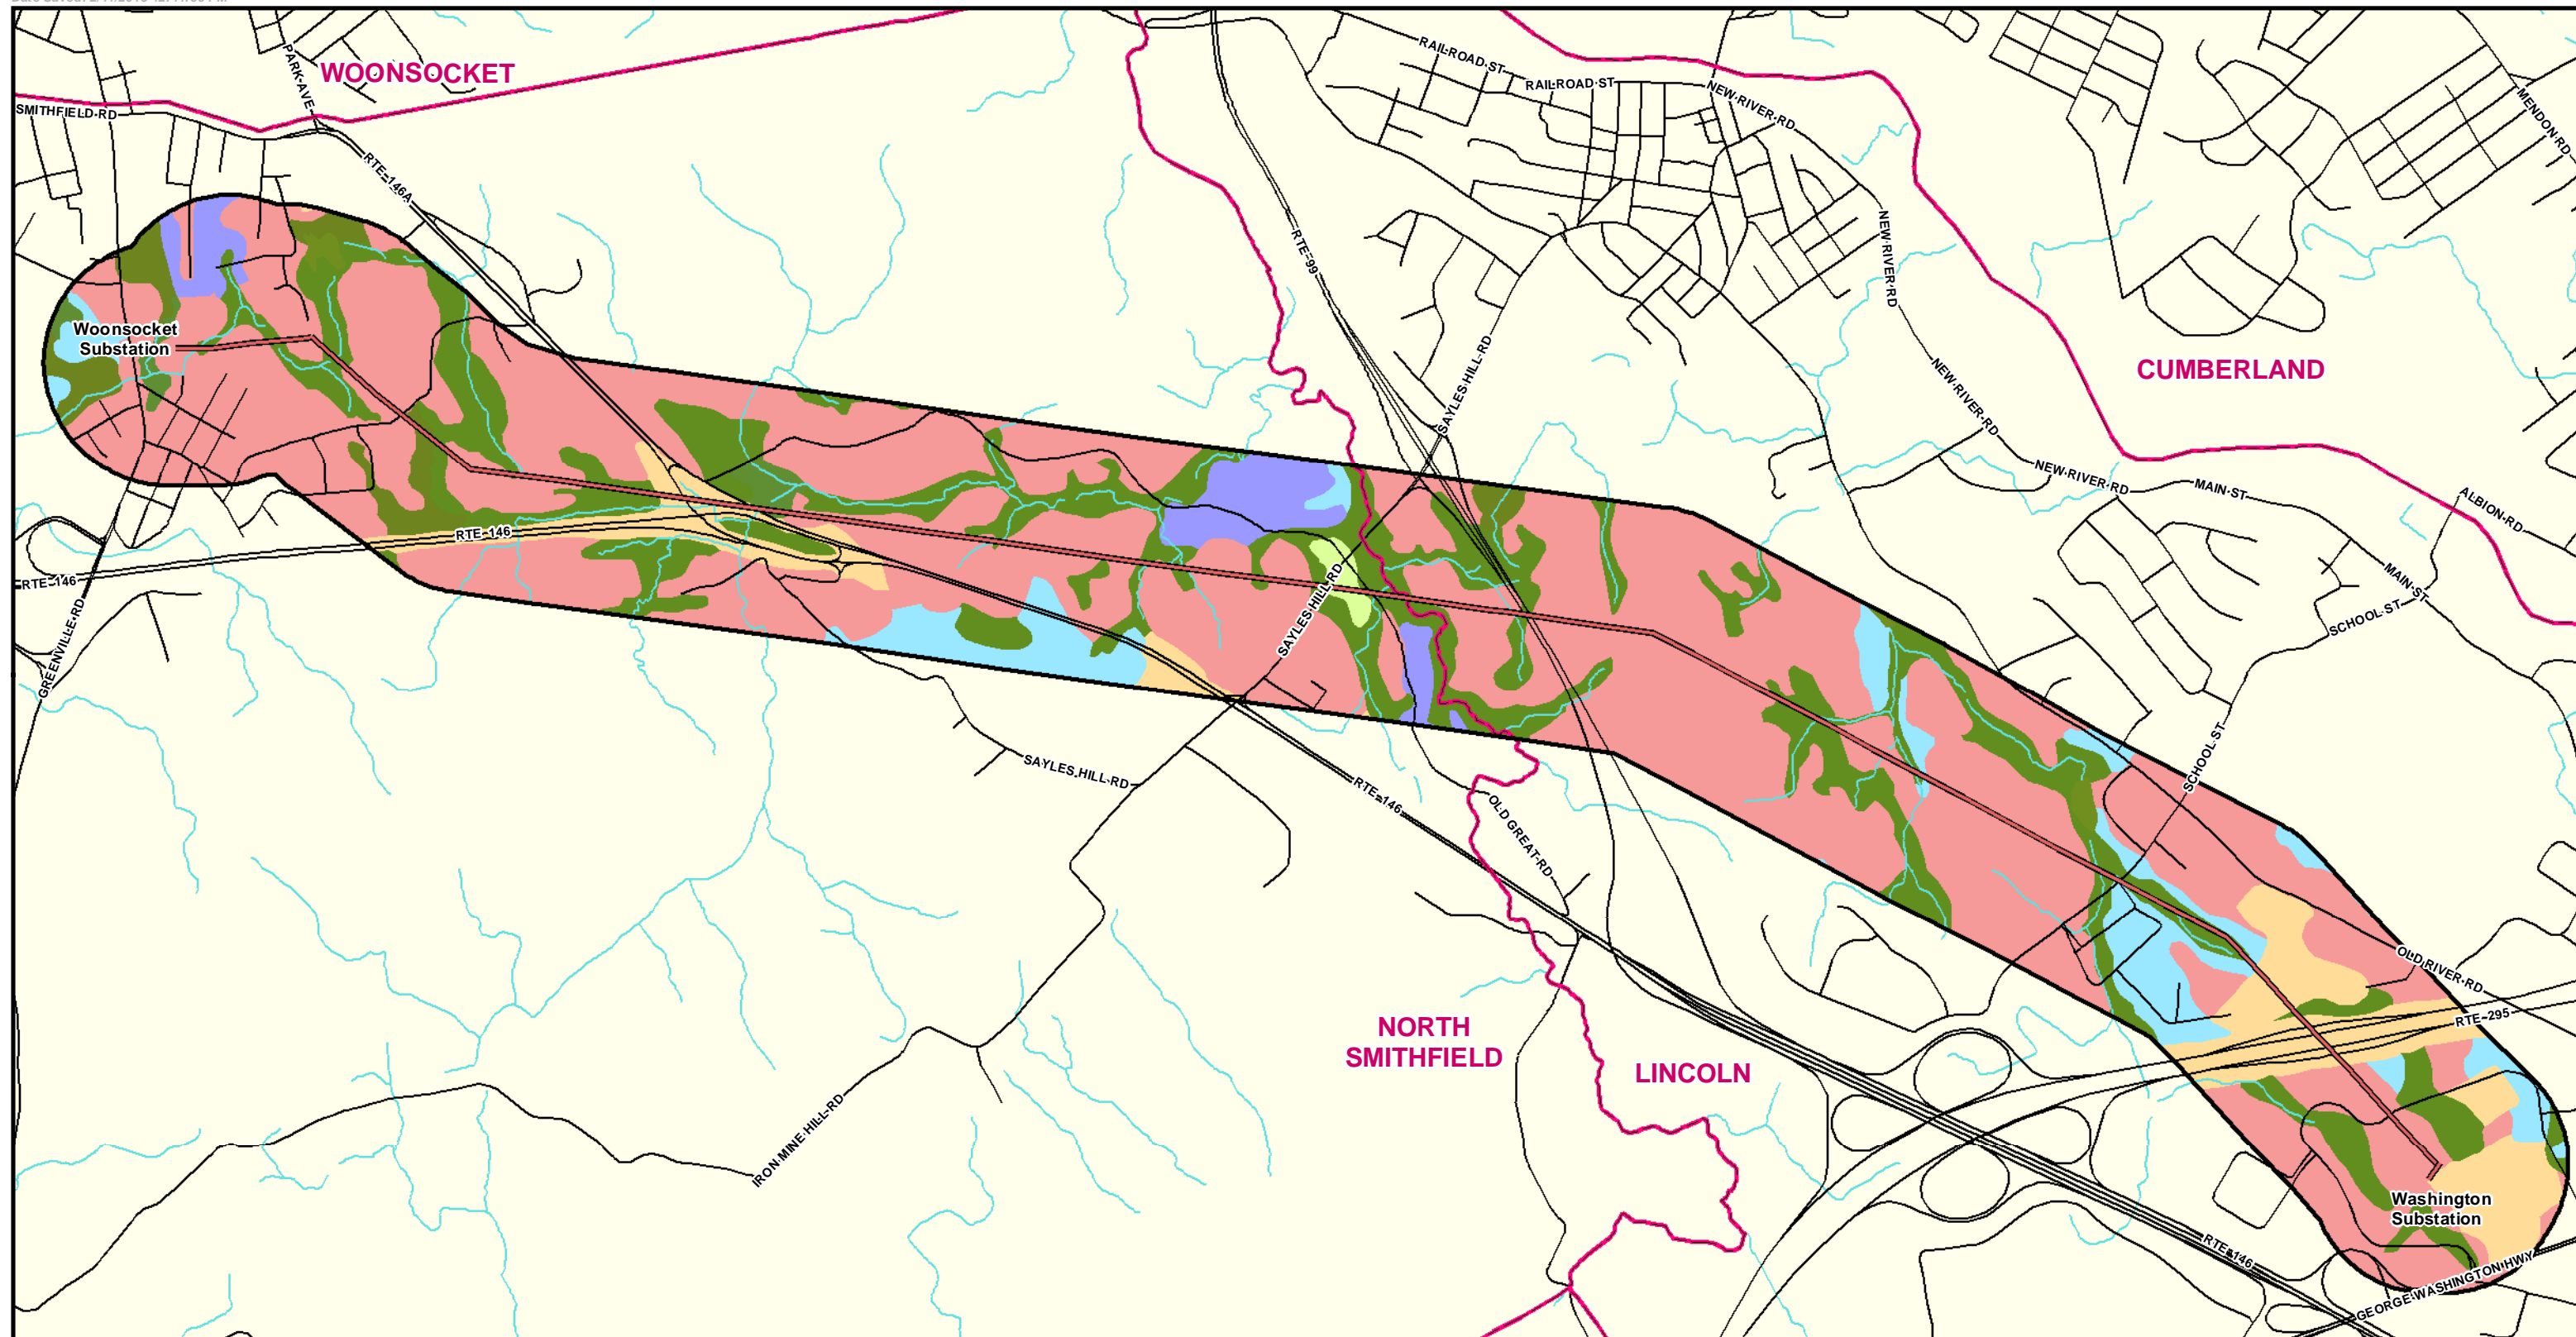 WOONSOCKET
PARK AVE
RAILROAD ST
RAILROAD ST
NEW RIVER RD
MENDON RD
SMITHFIELD RD
RTE-146A
RTE-99
NEW RIVER RD
Woonsocket
Substation
SAYLES HILL RD
CUMBERLAND
NEW RIVER RD
NEW RIVER RD
MAIN ST
ALBION RD
RTE-146
RTE-146
GREENVILLE RD
SAYLES HILL RD
MAIN ST
SCHOOL ST
SAYLES HILL RD
RTE-146
OLD GREAT RD
SCHOOL ST
OLD RIVER RD
RTE-295
NORTH
SMITHFIELD
LINCOLN
IRON MINE HILL RD
Washington
Substation
RTE-146
GEORGE WASHINGTON HWY